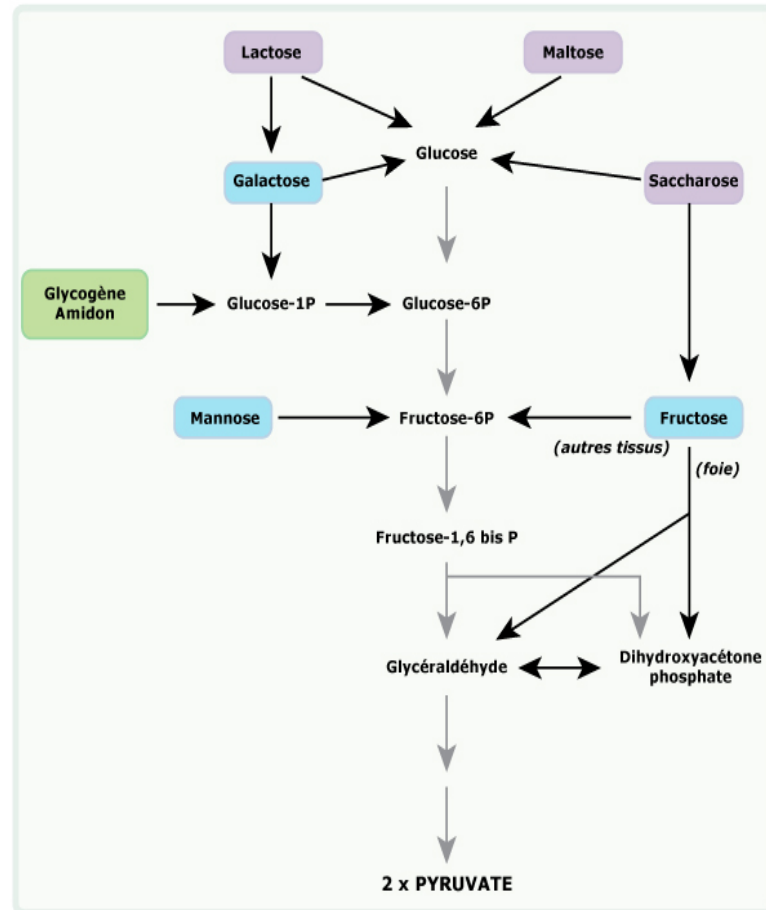 Lactose
Maltose
Glucose
Galactose
Saccharose
Glycogène
Amidon
Glucose-1P
Glucose-6P
Mannose
Fructose-6P
Fructose
(autres tissus)
(foie)
Fructose-1,6 bis P
Glycéraldéhyde
Dihydroxyacétone
phosphate
2 x PYRUVATE